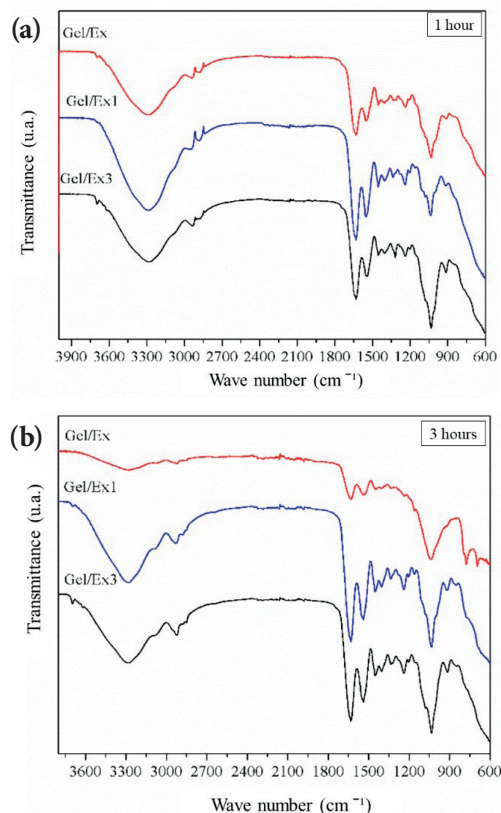 (a)
1 hour
Gel/Ex
Gel/Ex1
Gel/Ex3
Transmittance (u.a.)
3900 3600 3300 3000 2700 2400 2100 1800 1500 1200 900 600
Wave number (cm⁻¹)
(b)
3 hours
Gel/Ex
Gel/Ex1
Gel/Ex3
Transmittance (u.a.)
3600 3300 3000 2700 2400 2100 1800 1500 1200 900 600
Wave number (cm⁻¹)